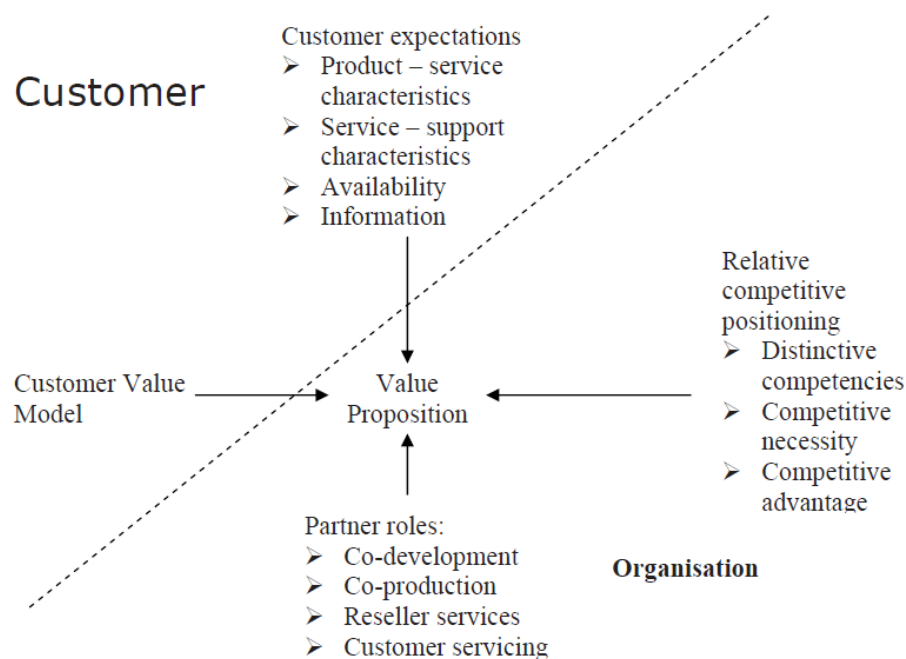 Customer
Customer expectations
➢ Product – service
characteristics
➢ Service – support
characteristics
➢ Availability
➢ Information
Relative
competitive
positioning
➢ Distinctive
competencies
➢ Competitive
necessity
➢ Competitive
advantage
Customer Value
Model
Value
Proposition
Partner roles:
➢ Co-development
➢ Co-production
➢ Reseller services
➢ Customer servicing
Organisation